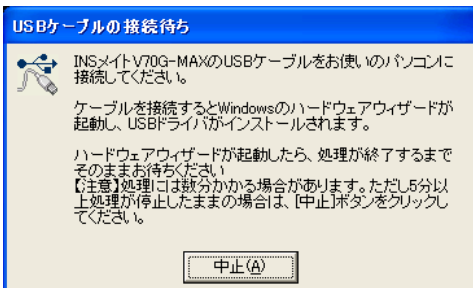 USBケーブルの接続待ち
INSメイトV70G-MAXのUSBケーブルをお使いのパソコンに
接続してください。
ケーブルを接続するとWindowsのハードウェアウィザードが
起動し、USBドライバがインストールされます。
ハードウェアウィザードが起動したら、処理が終了するまで
そのままお待ちください
【注意】処理には数分かかる場合があります。ただし5分以
上処理が停止したままの場合は、[中止]ボタンをクリックし
てください。
中止(A)